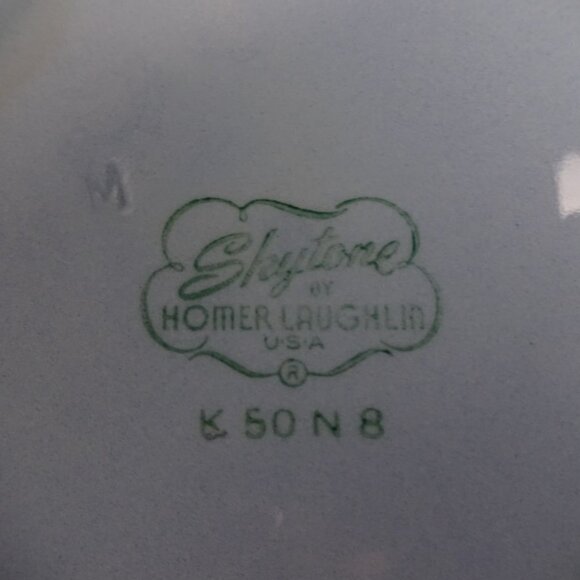 M
Skytone
BY
HOMER LAUGHLIN
U·S·A
®
K 50 N 8